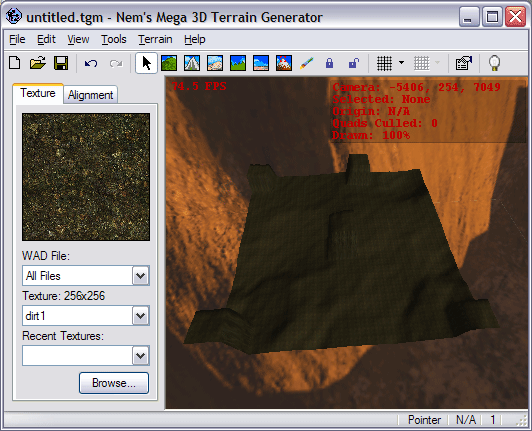 untitled.tgm - Nem's Mega 3D Terrain Generator
File Edit View Tools Terrain Help
Texture Alignment
WAD File:
All Files
Texture: 256x256
dirt1
Recent Textures:
Browse...
FPS
Camera: -5406, 254, 7049
Selected: None
Origin: N/A
Quads Culled: 0
Drawn: 100%
Pointer N/A 1